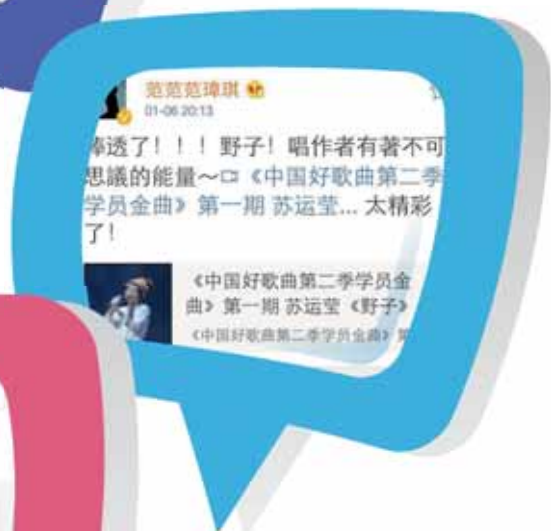 范范范瑋琪
01-06 20:13
棒透了！！！野子！唱作者有著不可
思議的能量～ 《中国好歌曲第二季
学员金曲》第一期 苏运莹... 太精彩
了！
《中国好歌曲第二季学员金
曲》第一期 苏运莹《野子》
《中国好歌曲第二季学员金曲》第